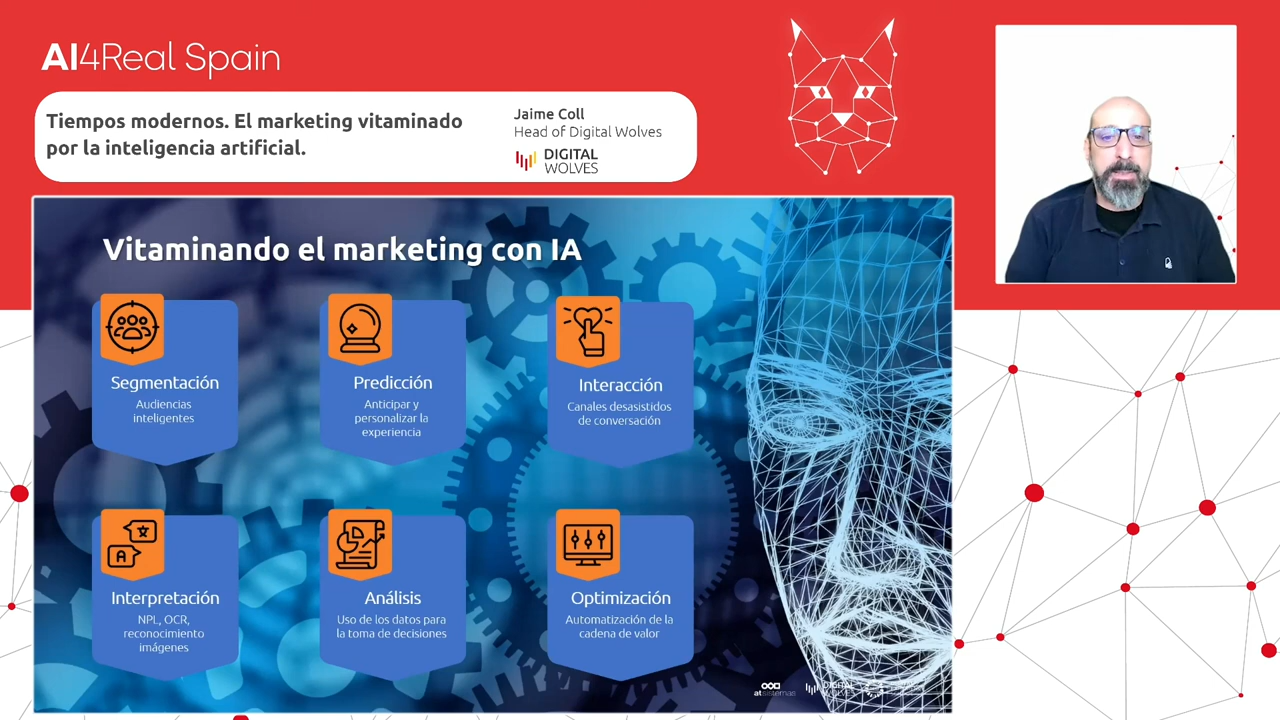 AI4Real Spain
Tiempos modernos. El marketing vitaminado
por la inteligencia artificial.
Jaime Coll
Head of Digital Wolves
DIGITAL
WOLVES
Vitaminando el marketing con IA
Segmentación
Audiencias
inteligentes
Predicción
Anticipar y
personalizar la
experiencia
Interacción
Canales desasistidos
de conversación
Interpretación
NPL, OCR,
reconocimiento
imágenes
Análisis
Uso de los datos para
la toma de decisiones
Optimización
Automatización de la
cadena de valor
atsistemas
DIGITAL
WOLVES